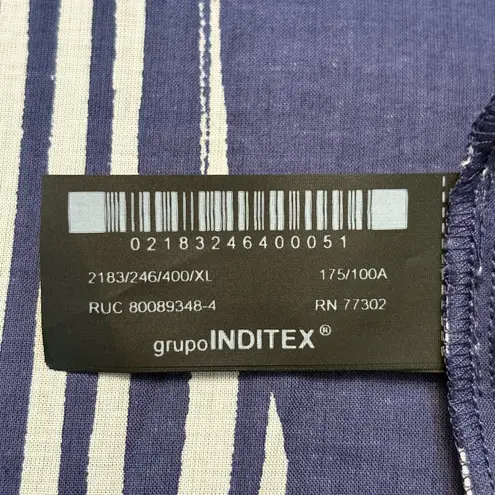 02183246400051
2183/246/400/XL 175/100A
RUC 80089348-4 RN 77302
grupoINDITEX®